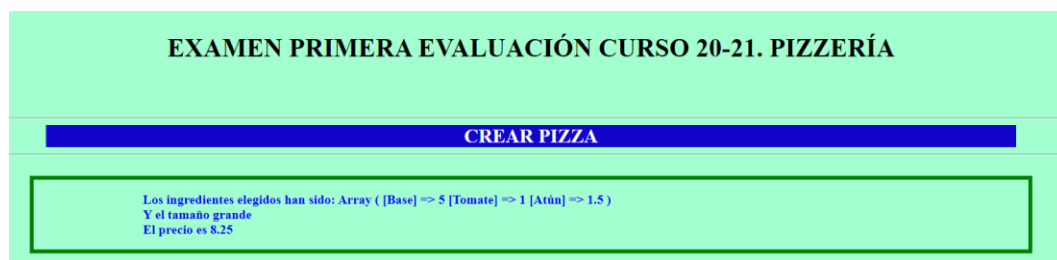 EXAMEN PRIMERA EVALUACIÓN CURSO 20-21. PIZZERÍA
CREAR PIZZA
Los ingredientes elegidos han sido: Array ( [Base] => 5 [Tomate] => 1 [Atún] => 1.5 )
Y el tamaño grande
El precio es 8.25